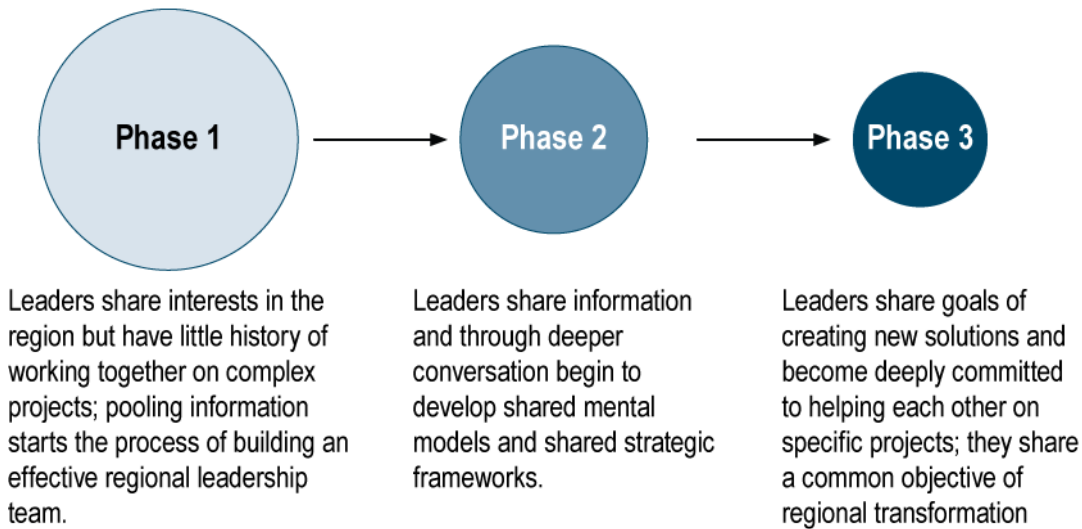 Phase 1
Phase 2
Phase 3
Leaders share interests in the
region but have little history of
working together on complex
projects; pooling information
starts the process of building an
effective regional leadership
team.
Leaders share information
and through deeper
conversation begin to
develop shared mental
models and shared strategic
frameworks.
Leaders share goals of
creating new solutions and
become deeply committed
to helping each other on
specific projects; they share
a common objective of
regional transformation